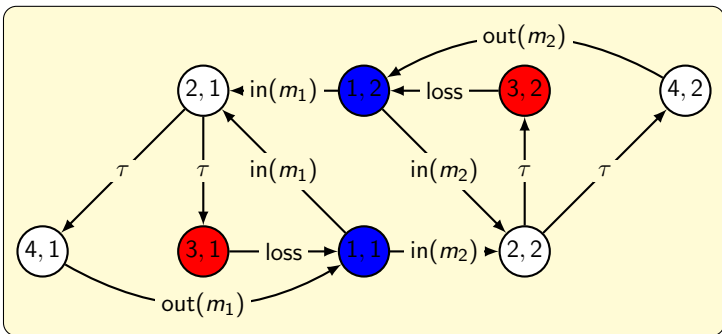 out(m₂)
2, 1
in(m₁)
1, 2
loss
3, 2
4, 2
τ
τ
in(m₁)
in(m₂)
τ
τ
4, 1
3, 1
loss
1, 1
in(m₂)
2, 2
out(m₁)